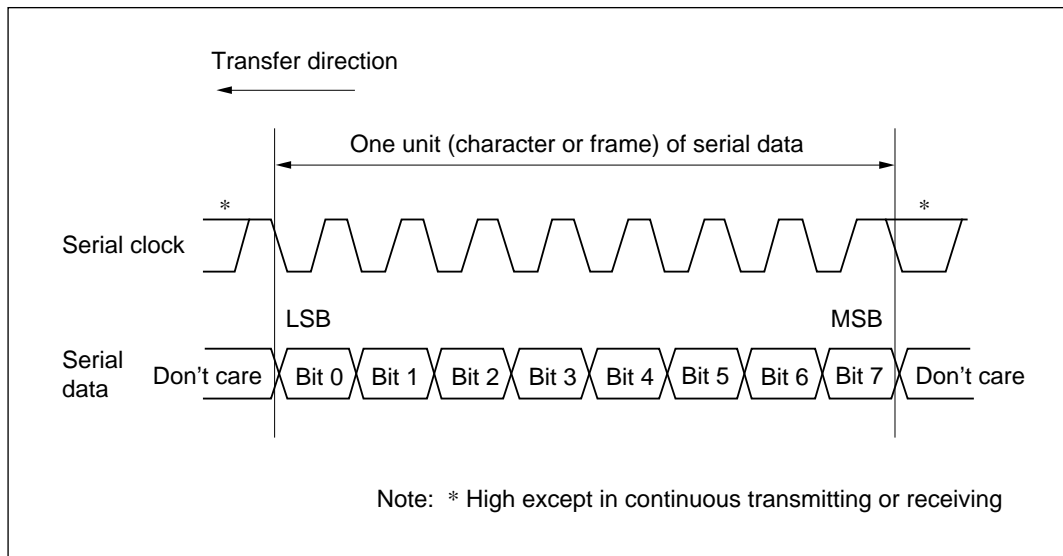 Transfer direction
One unit (character or frame) of serial data
* *
Serial clock
LSB MSB
Serial
data
Don't care Bit 0 Bit 1 Bit 2 Bit 3 Bit 4 Bit 5 Bit 6 Bit 7 Don't care
Note: * High except in continuous transmitting or receiving